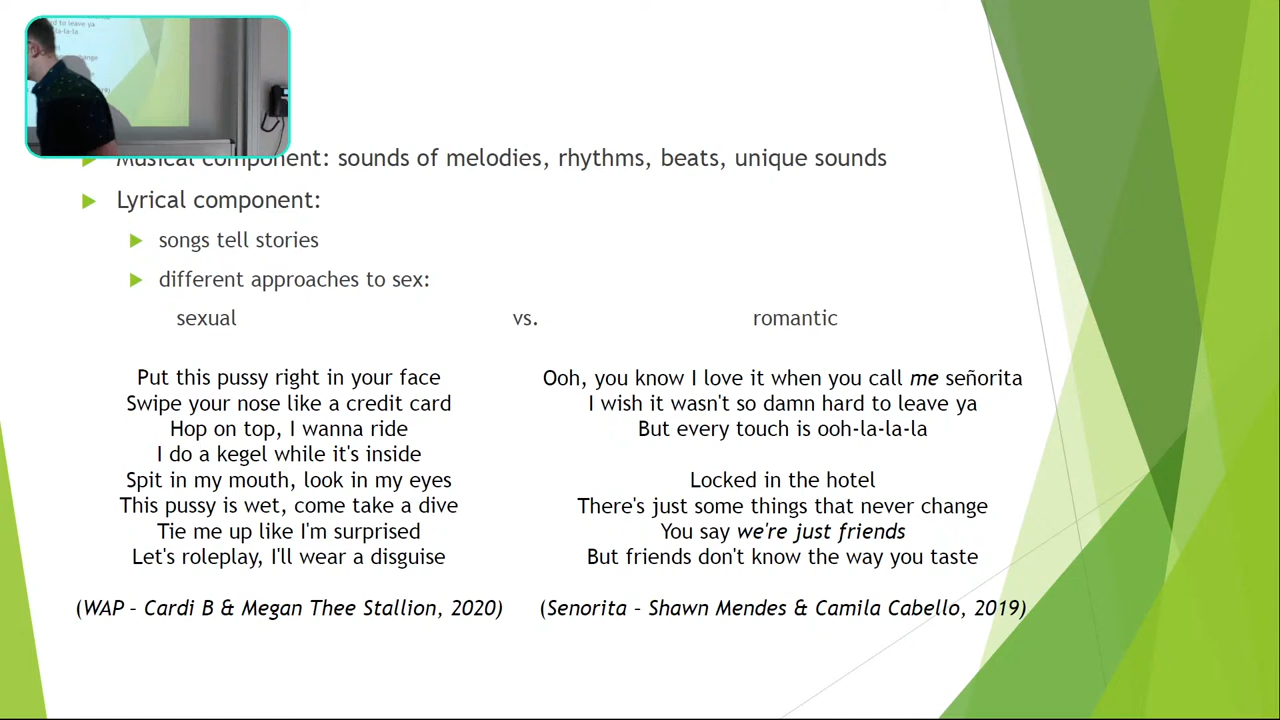 to leave ya
Musical component: sounds of melodies, rhythms, beats, unique sounds
Lyrical component:
songs tell stories
different approaches to sex:
sexual vs. romantic
Put this pussy right in your face
Swipe your nose like a credit card
Hop on top, I wanna ride
I do a kegel while it's inside
Spit in my mouth, look in my eyes
This pussy is wet, come take a dive
Tie me up like I'm surprised
Let's roleplay, I'll wear a disguise
(WAP – Cardi B & Megan Thee Stallion, 2020)
Ooh, you know I love it when you call me señorita
I wish it wasn't so damn hard to leave ya
But every touch is ooh-la-la-la
Locked in the hotel
There's just some things that never change
You say we're just friends
But friends don't know the way you taste
(Senorita – Shawn Mendes & Camila Cabello, 2019)